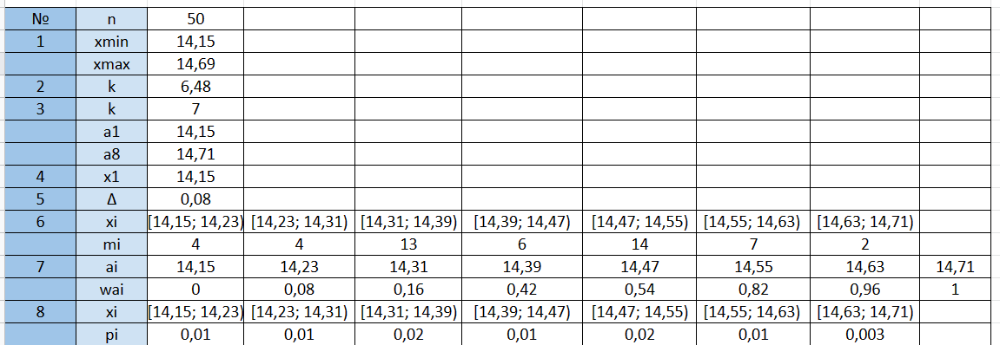 № n 50
1 xmin 14,15
xmax 14,69
2 k 6,48
3 k 7
a1 14,15
a8 14,71
4 x1 14,15
5 Δ 0,08
6 xi [14,15; 14,23) [14,23; 14,31) [14,31; 14,39) [14,39; 14,47) [14,47; 14,55) [14,55; 14,63) [14,63; 14,71)
mi 4 4 13 6 14 7 2
7 ai 14,15 14,23 14,31 14,39 14,47 14,55 14,63 14,71
wai 0 0,08 0,16 0,42 0,54 0,82 0,96 1
8 xi [14,15; 14,23) [14,23; 14,31) [14,31; 14,39) [14,39; 14,47) [14,47; 14,55) [14,55; 14,63) [14,63; 14,71)
pi 0,01 0,01 0,02 0,01 0,02 0,01 0,003